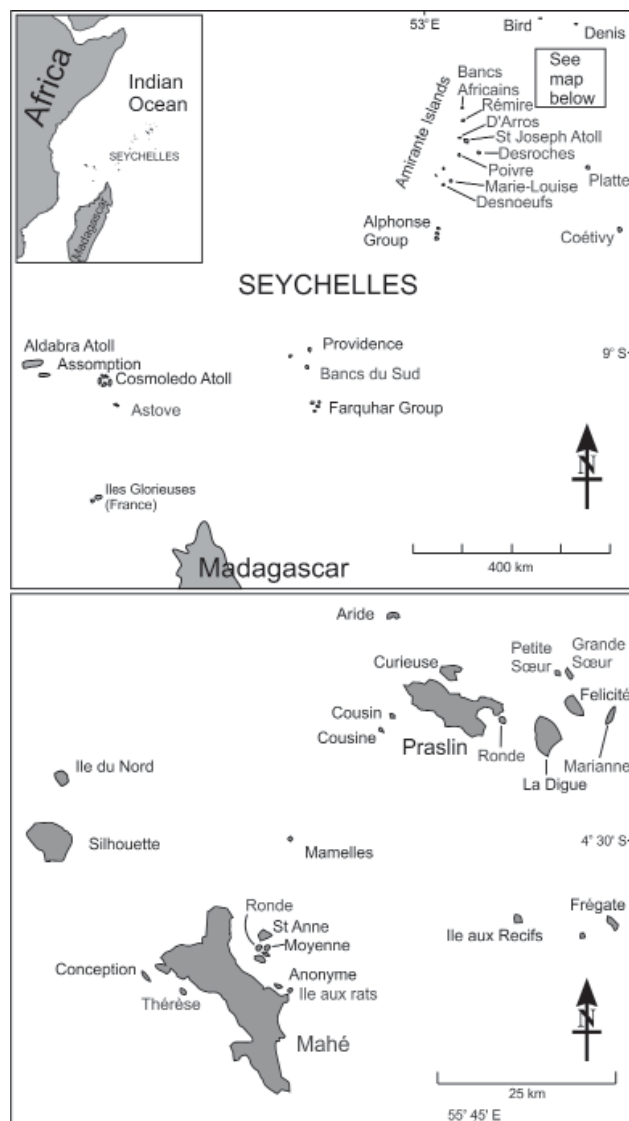 53°E
Bird
Denis
Africa
Indian
Ocean
SEYCHELLES
Madagascar
See
map
below
Amirante Islands
Bancs
Africains
Rémire
D'Arros
St Joseph Atoll
Desroches
Poivre
Marie-Louise
Desnoeufs
Platte
Alphonse
Group
Coétivy
SEYCHELLES
Aldabra Atoll
Assomption
Cosmoledo Atoll
Astove
Providence
Bancs du Sud
Farquhar Group
9° S
Iles Glorieuses
(France)
N
Madagascar
400 km
Aride
Curieuse
Petite
Sœur
Grande
Sœur
Felicité
Cousin
Cousine
Praslin
Ronde
Marianne
La Digue
Ile du Nord
Silhouette
Mamelles
4° 30' S
Ronde
St Anne
Moyenne
Frégate
Ile aux Recifs
Conception
Thérèse
Anonyme
Ile aux rats
Mahé
N
25 km
55° 45' E